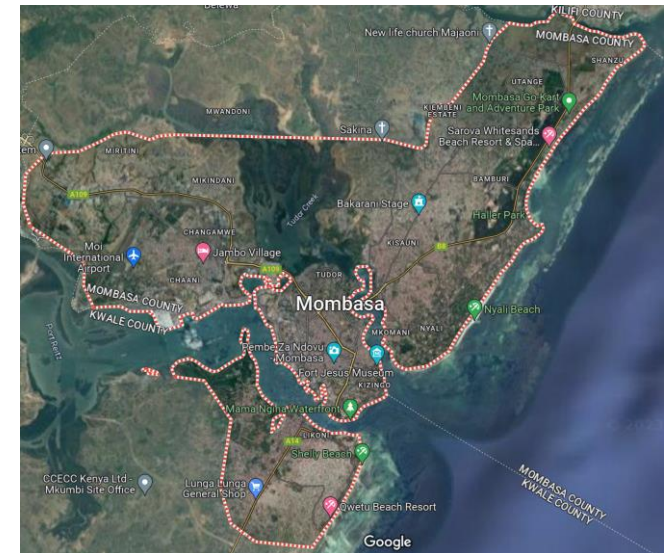 Belewa
KILIFI COUNTY
New life church Majaoni
MOMBASA COUNTY
SHANZU
UTANGE
Mombasa Go-Kart
and Adventure Park
MWANDONI
KIEMBENI
ESTATE
Sakina
Sarova Whitesands
Beach Resort & Spa...
MIRITINI
A109
MIKINDANI
BAMBURI
Tudor Creek
Bakarani Stage
Haller Park
CHANGAMWE
KISAUNI
B8
Moi
International
Airport
Jambo Village
CHAANI
A109
TUDOR
MOMBASA COUNTY
KWALE COUNTY
Mombasa
Nyali Beach
Port Reitz
MKOMANI
NYALI
Pembe Za Ndovu
- Mombasa
Fort Jesus Museum
KIZINGO
Mama Ngina Waterfront
LIKONI
A14
Shelly Beach
CCECC Kenya Ltd -
Mkumbi Site Office
Lunga Lunga
General Shop
MOMBASA COUNTY
KWALE COUNTY
Qwetu Beach Resort
Google